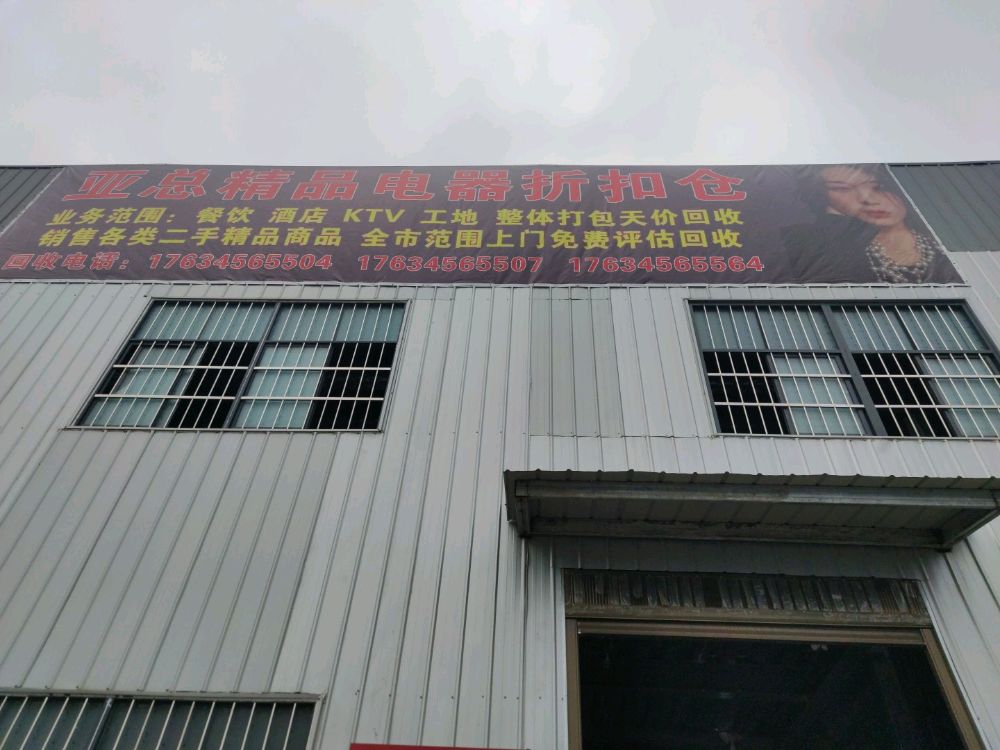 亚总精品电器折扣仓
业务范围：餐饮 酒店 KTV 工地 整体打包天价回收
销售各类二手精品商品 全市范围上门免费评估回收
回收电话：17634565504 17634565507 17634565564